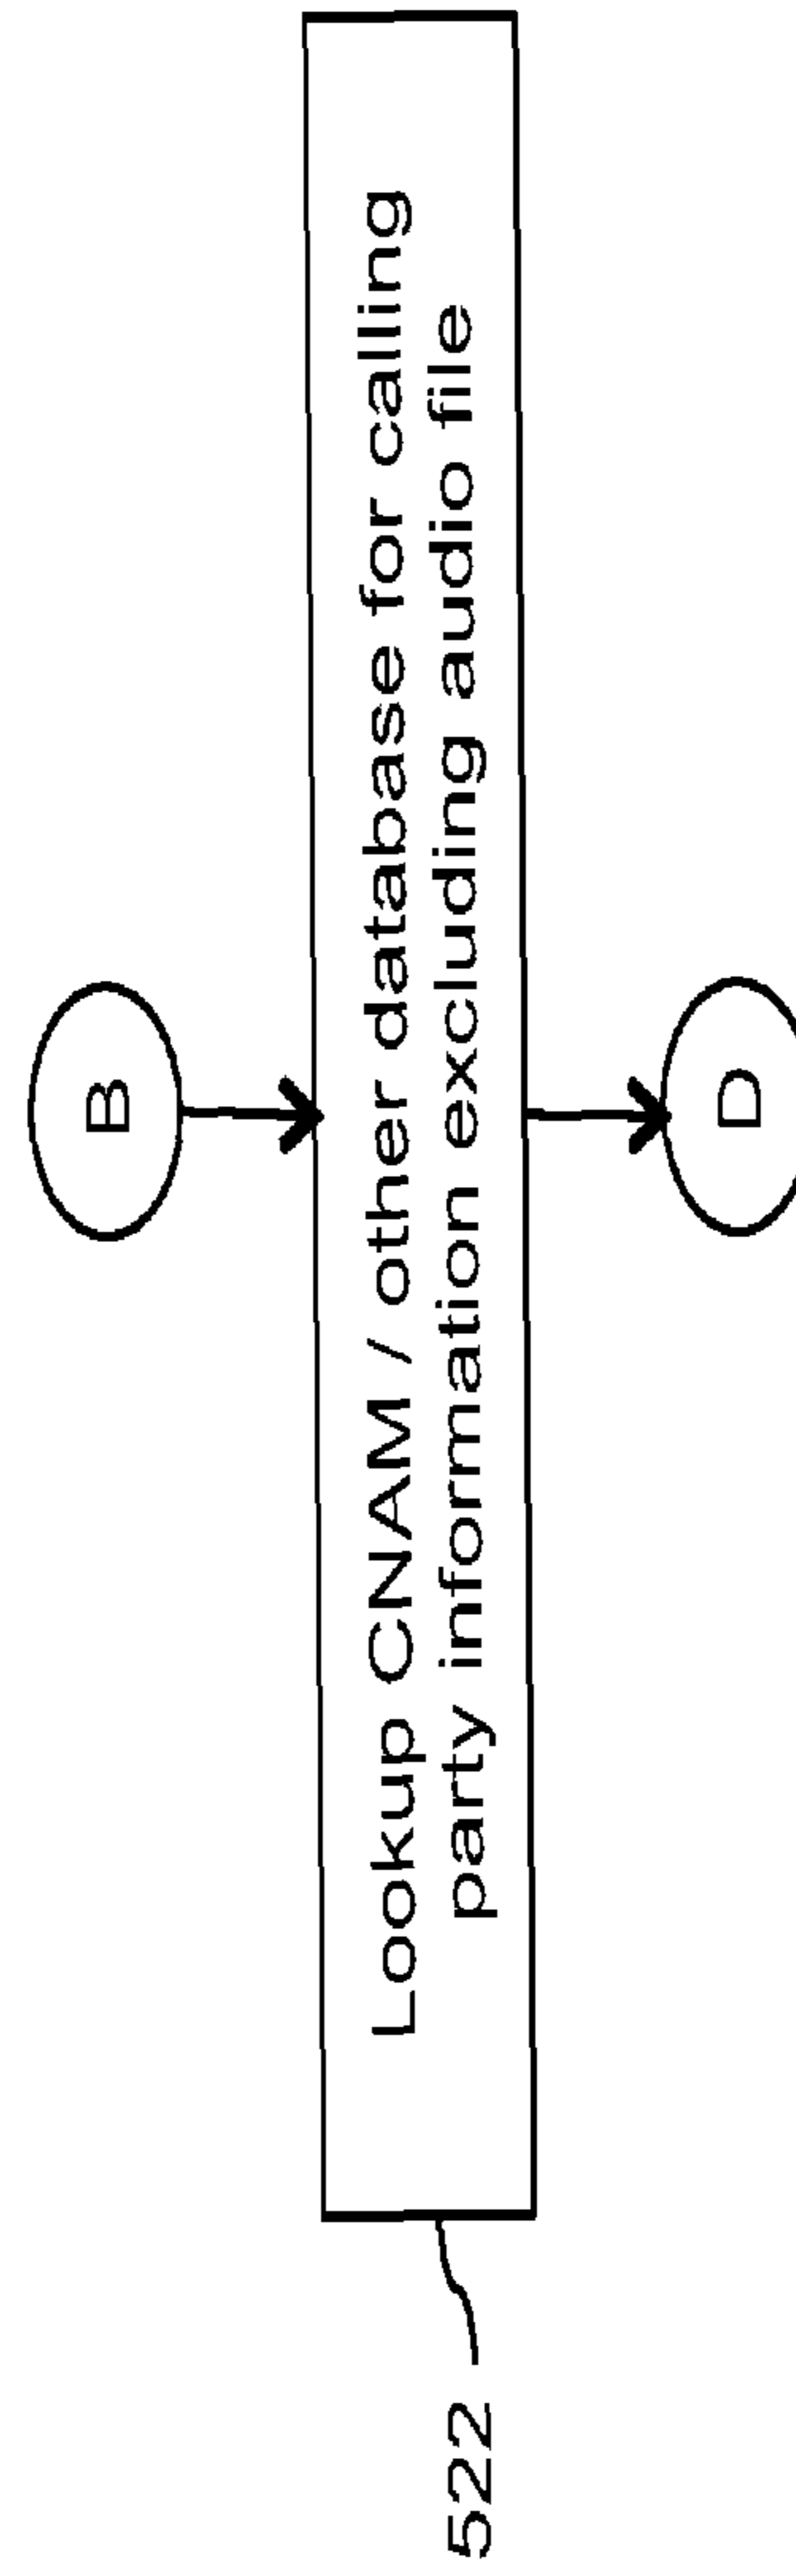 B
Lookup CNAM / other database for calling
party information excluding audio file
522
D